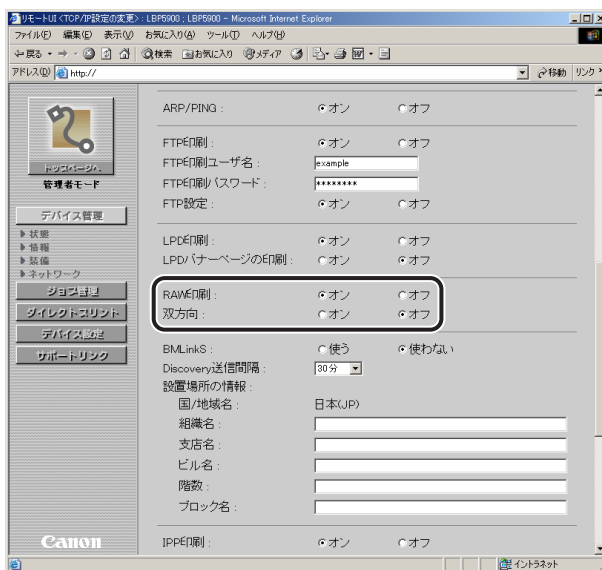 リモートUI <TCP/IP設定の変更> : LBP5900 ; LBP5900 - Microsoft Internet Explorer
ファイル(F) 編集(E) 表示(V) お気に入り(A) ツール(T) ヘルプ(H)
戻る 検索 お気に入り メディア
アドレス(D) http:// 移動 リンク
トップページへ
管理者モード
デバイス管理
状態
情報
装備
ネットワーク
ジョブ管理
ダイレクトプリント
デバイス設定
サポートリンク
Canon
ARP/PING : オン オフ
FTP印刷 : オン オフ
FTP印刷ユーザ名 : example
FTP印刷パスワード : ********
FTP設定 : オン オフ
LPD印刷 : オン オフ
LPDバナーページの印刷 : オン オフ
RAW印刷 : オン オフ
双方向 : オン オフ
BMLinkS : 使う 使わない
Discovery送信間隔 : 30分
設置場所の情報 :
国/地域名 : 日本(JP)
組織名 :
支店名 :
ビル名 :
階数 :
ブロック名 :
IPP印刷 : オン オフ
イントラネット